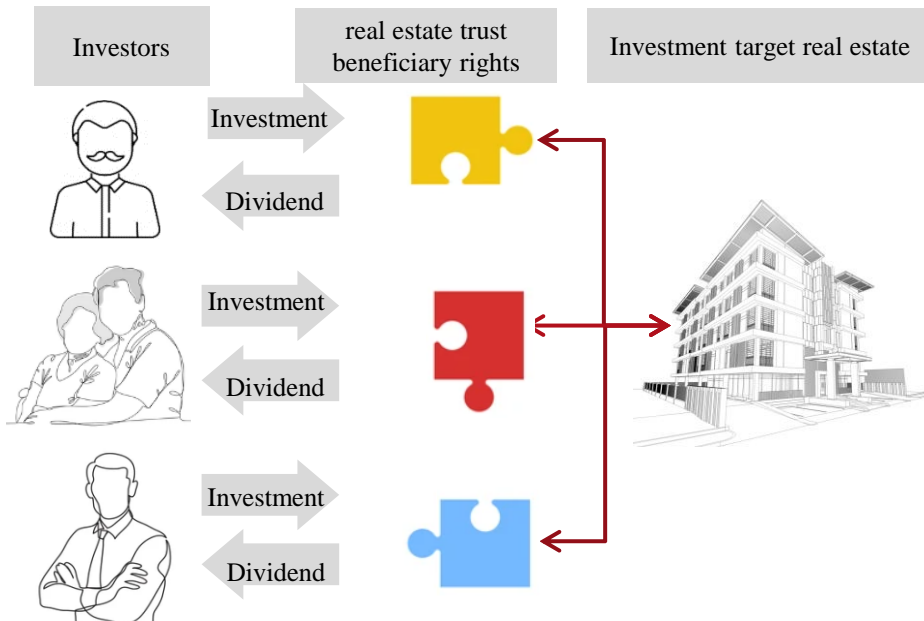 Investors
real estate trust
beneficiary rights
Investment target real estate
Investment
Dividend
Investment
Dividend
Investment
Dividend